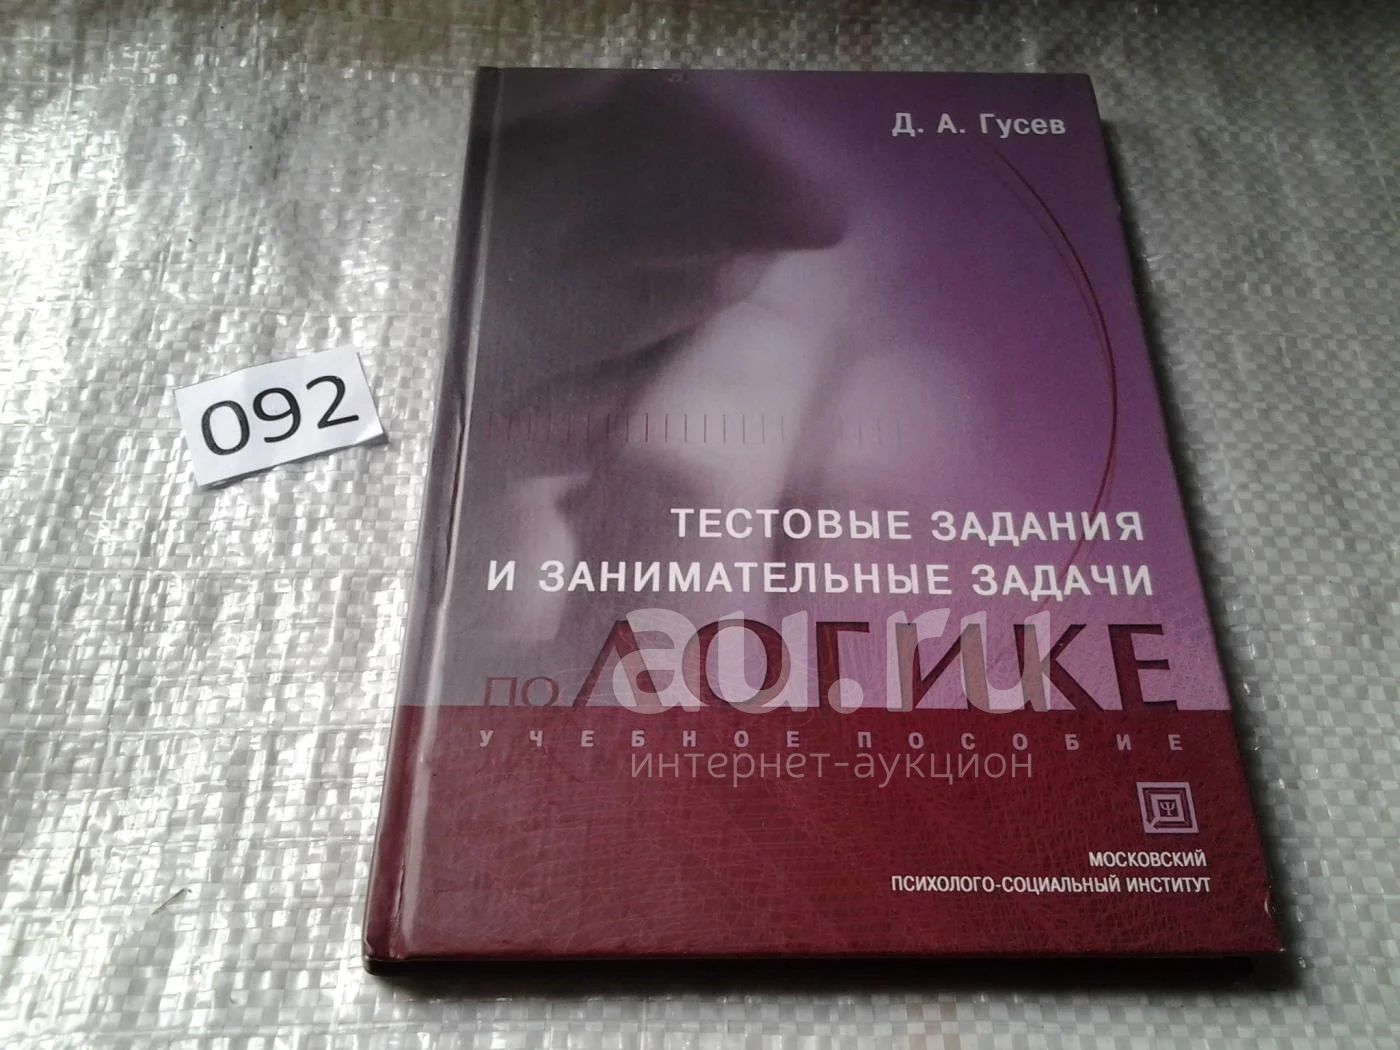 Д. А. Гусев
092
ТЕСТОВЫЕ ЗАДАНИЯ
И ЗАНИМАТЕЛЬНЫЕ ЗАДАЧИ
по ЛОГИКЕ
au.ru
УЧЕБНОЕ ПОСОБИЕ
интернет-аукцион
Ψ
МОСКОВСКИЙ
ПСИХОЛОГО-СОЦИАЛЬНЫЙ ИНСТИТУТ